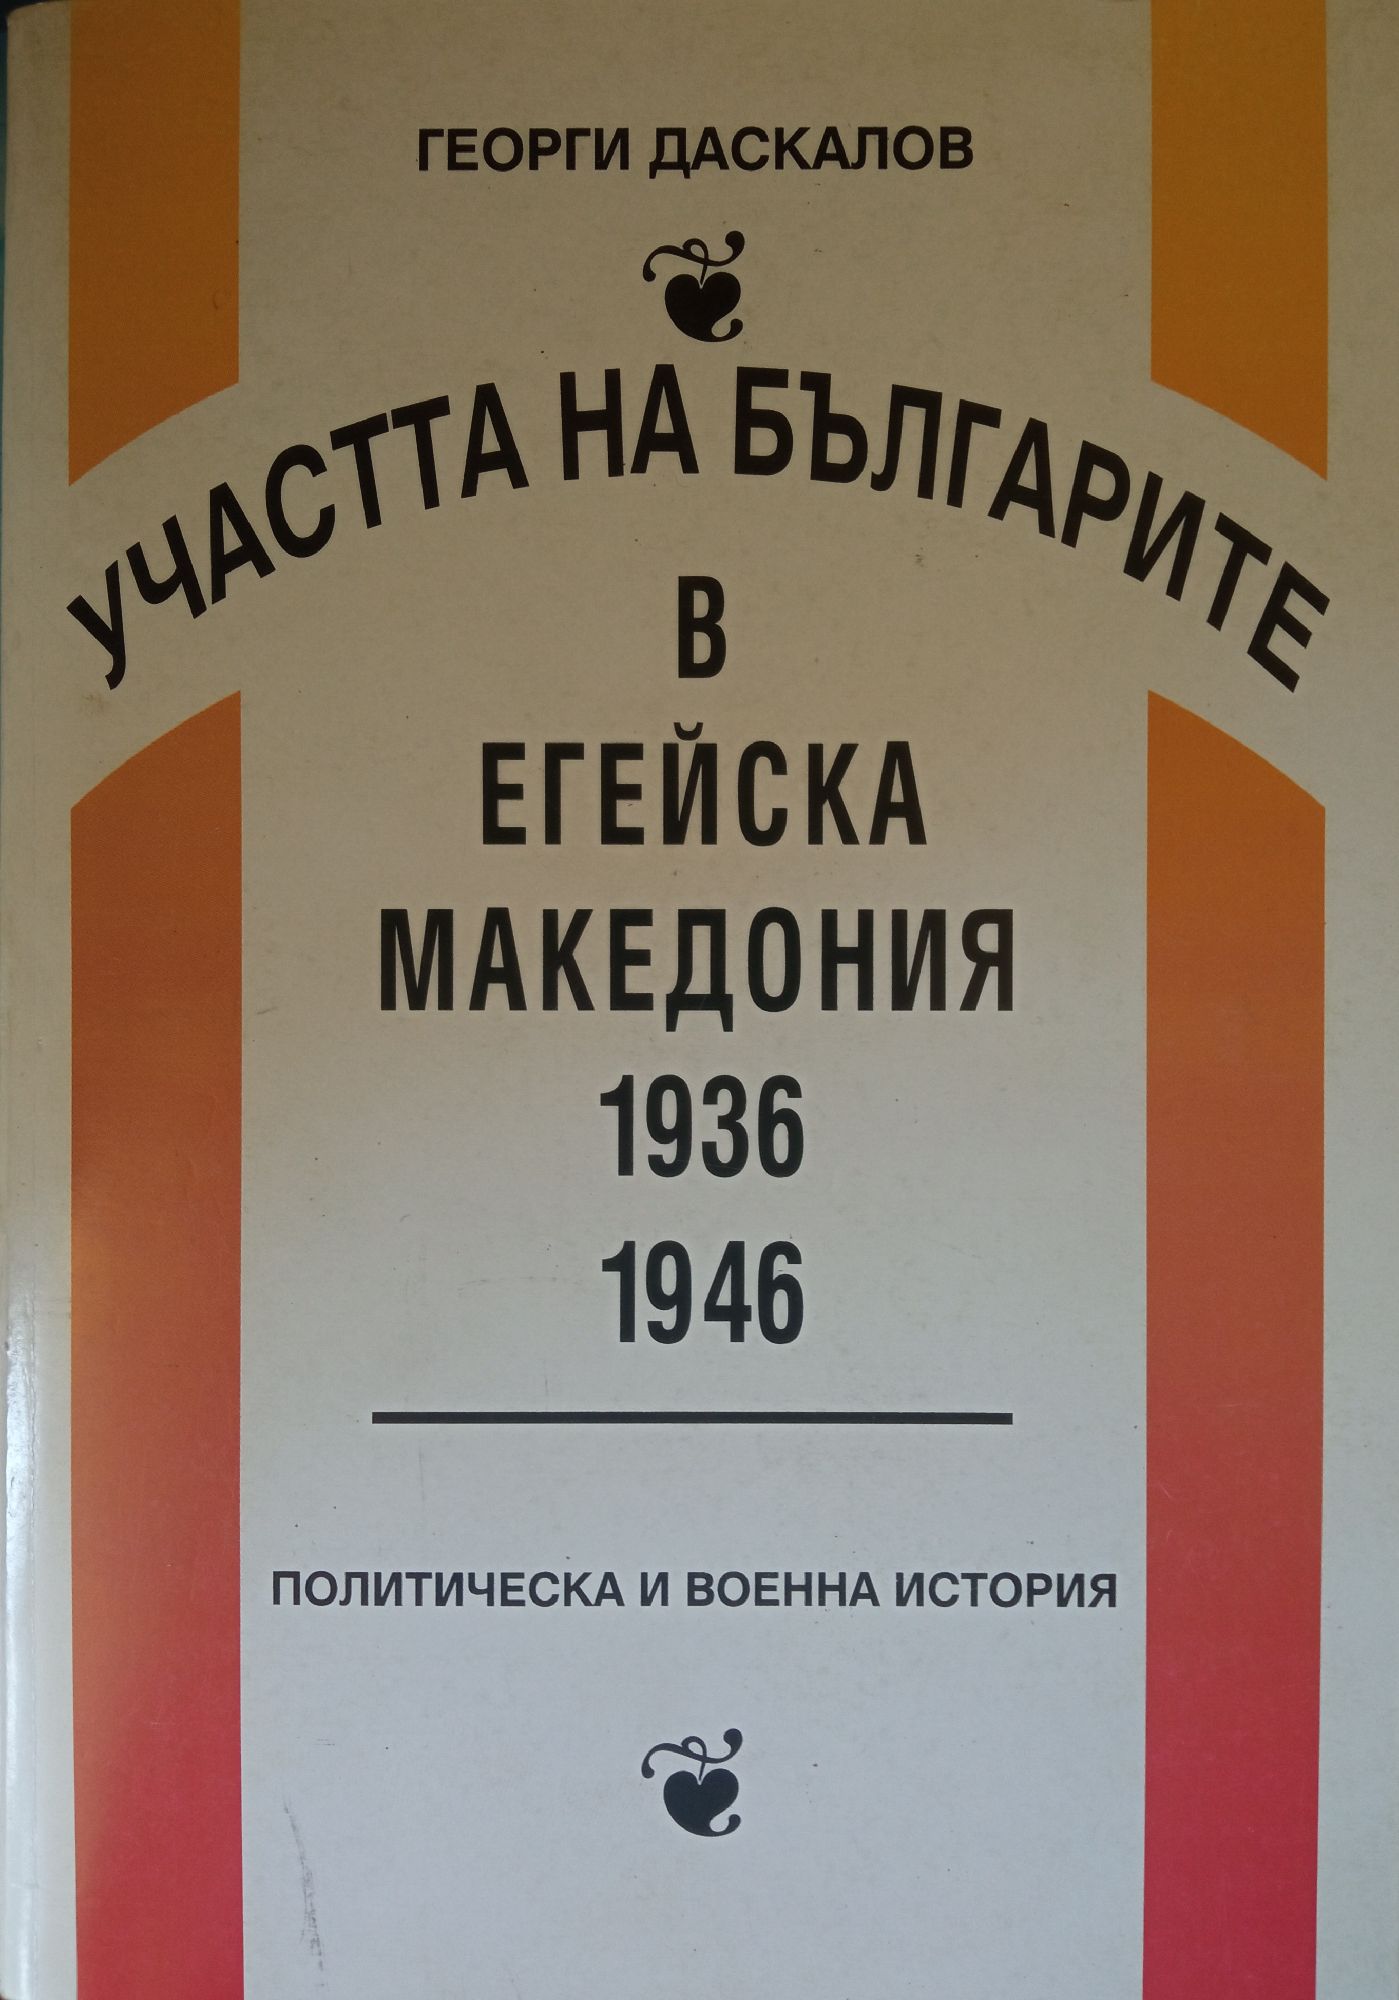 ГЕОРГИ ДАСКАЛОВ
УЧАСТТА НА БЪЛГАРИТЕ
В
ЕГЕЙСКА
МАКЕДОНИЯ
1936
1946
ПОЛИТИЧЕСКА И ВОЕННА ИСТОРИЯ